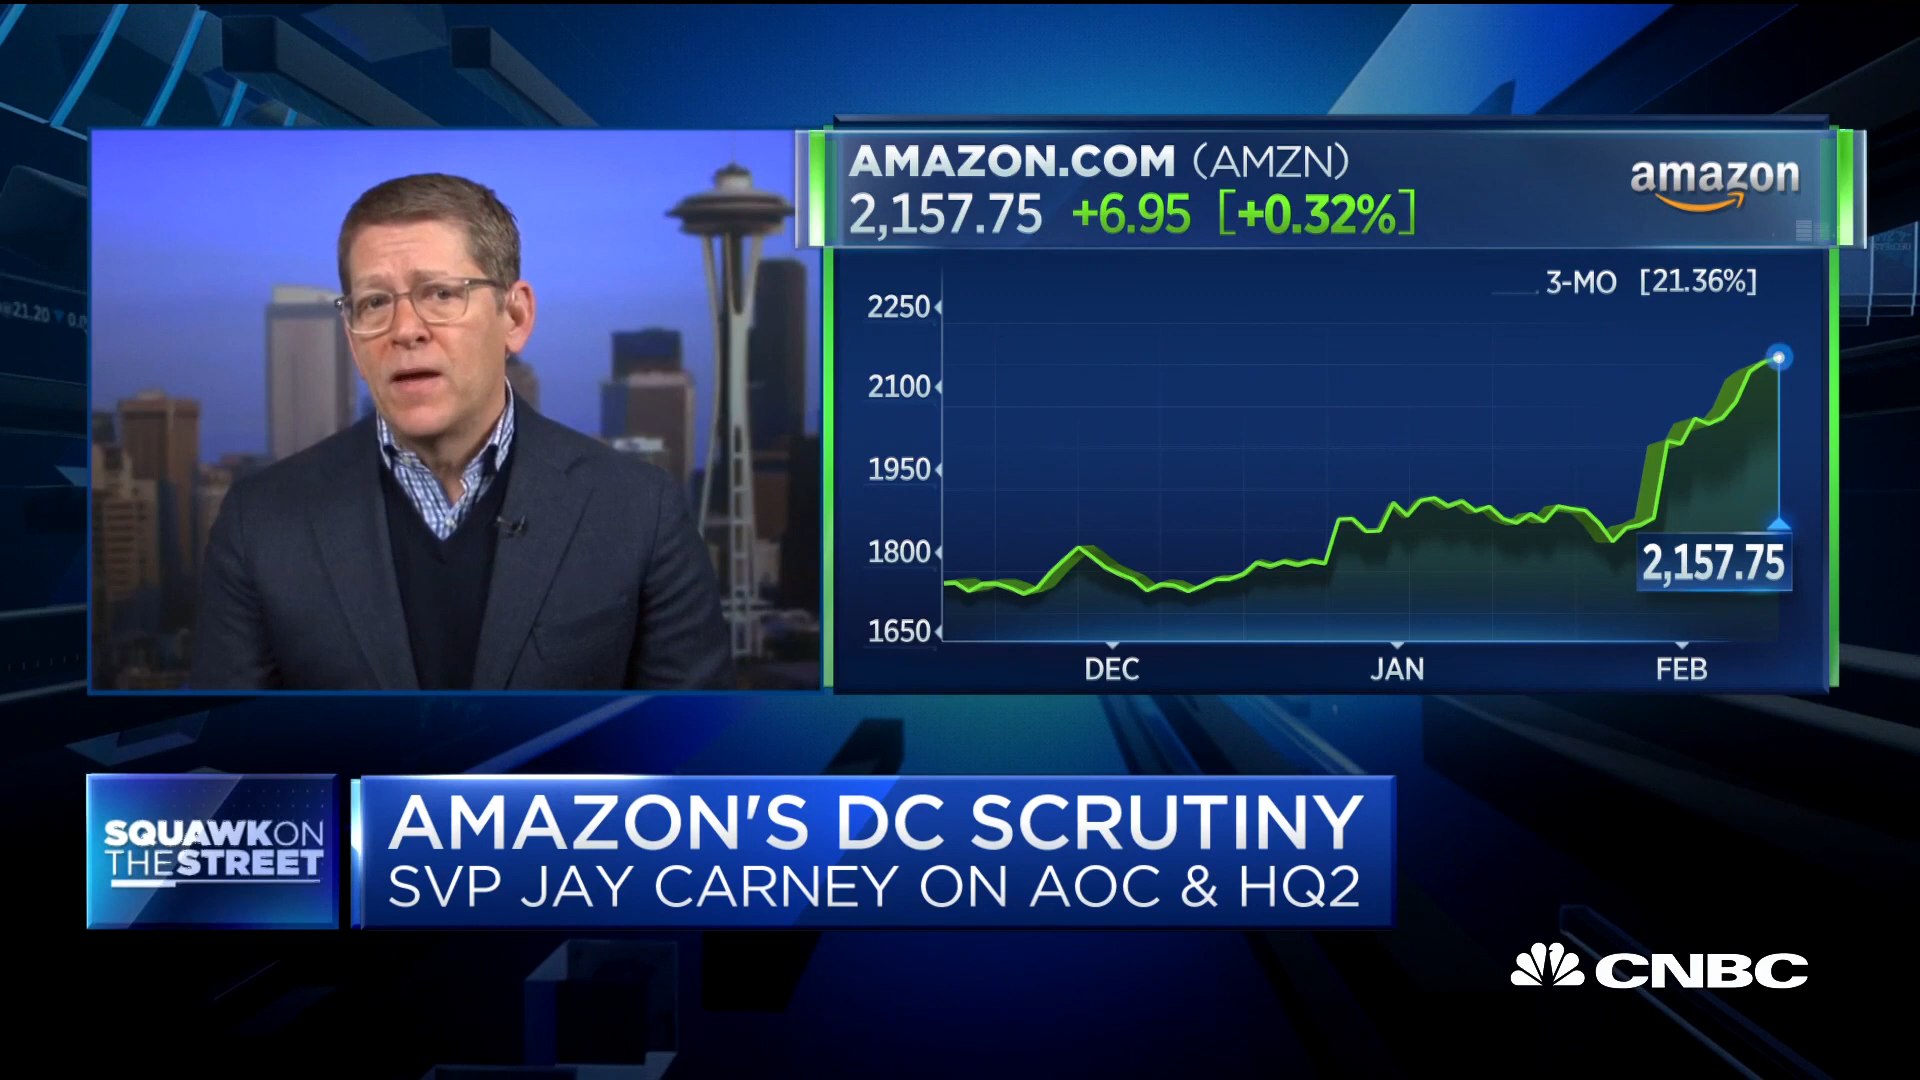 AMAZON.COM (AMZN)
2,157.75 +6.95 [+0.32%]
amazon
3-MO [21.36%]
2250
2100
1950
1800
1650
2,157.75
DEC JAN FEB
21.20
SQUAWK ON
THE STREET
AMAZON'S DC SCRUTINY
SVP JAY CARNEY ON AOC & HQ2
CNBC